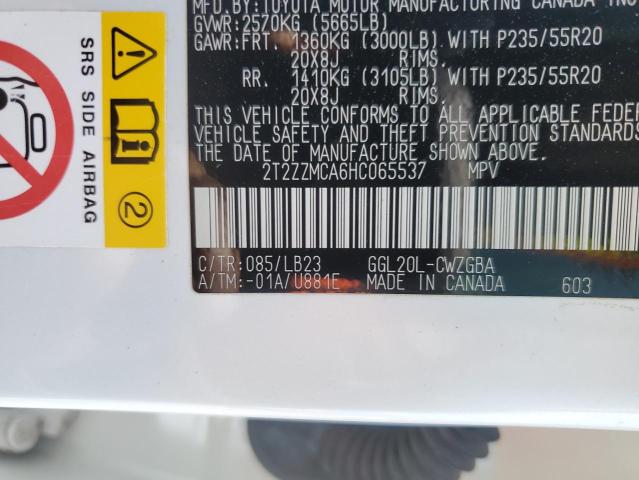 MFD. BY: TOYOTA MOTOR MANUFACTURING CANADA INC
GVWR: 2570KG (5665LB)
GAWR: FRT. 1360KG (3000LB) WITH P235/55R20
20X8J RIMS.
RR. 1410KG (3105LB) WITH P235/55R20
20X8J RIMS.
THIS VEHICLE CONFORMS TO ALL APPLICABLE FEDER
VEHICLE SAFETY AND THEFT PREVENTION STANDARDS
THE DATE OF MANUFACTURE SHOWN ABOVE.
2T2ZZMCA6HC065537 MPV
C/TR: 085/LB23 GGL20L-CWZGBA
A/TM: -01A/U881E MADE IN CANADA 603
SRS SIDE AIRBAG
2